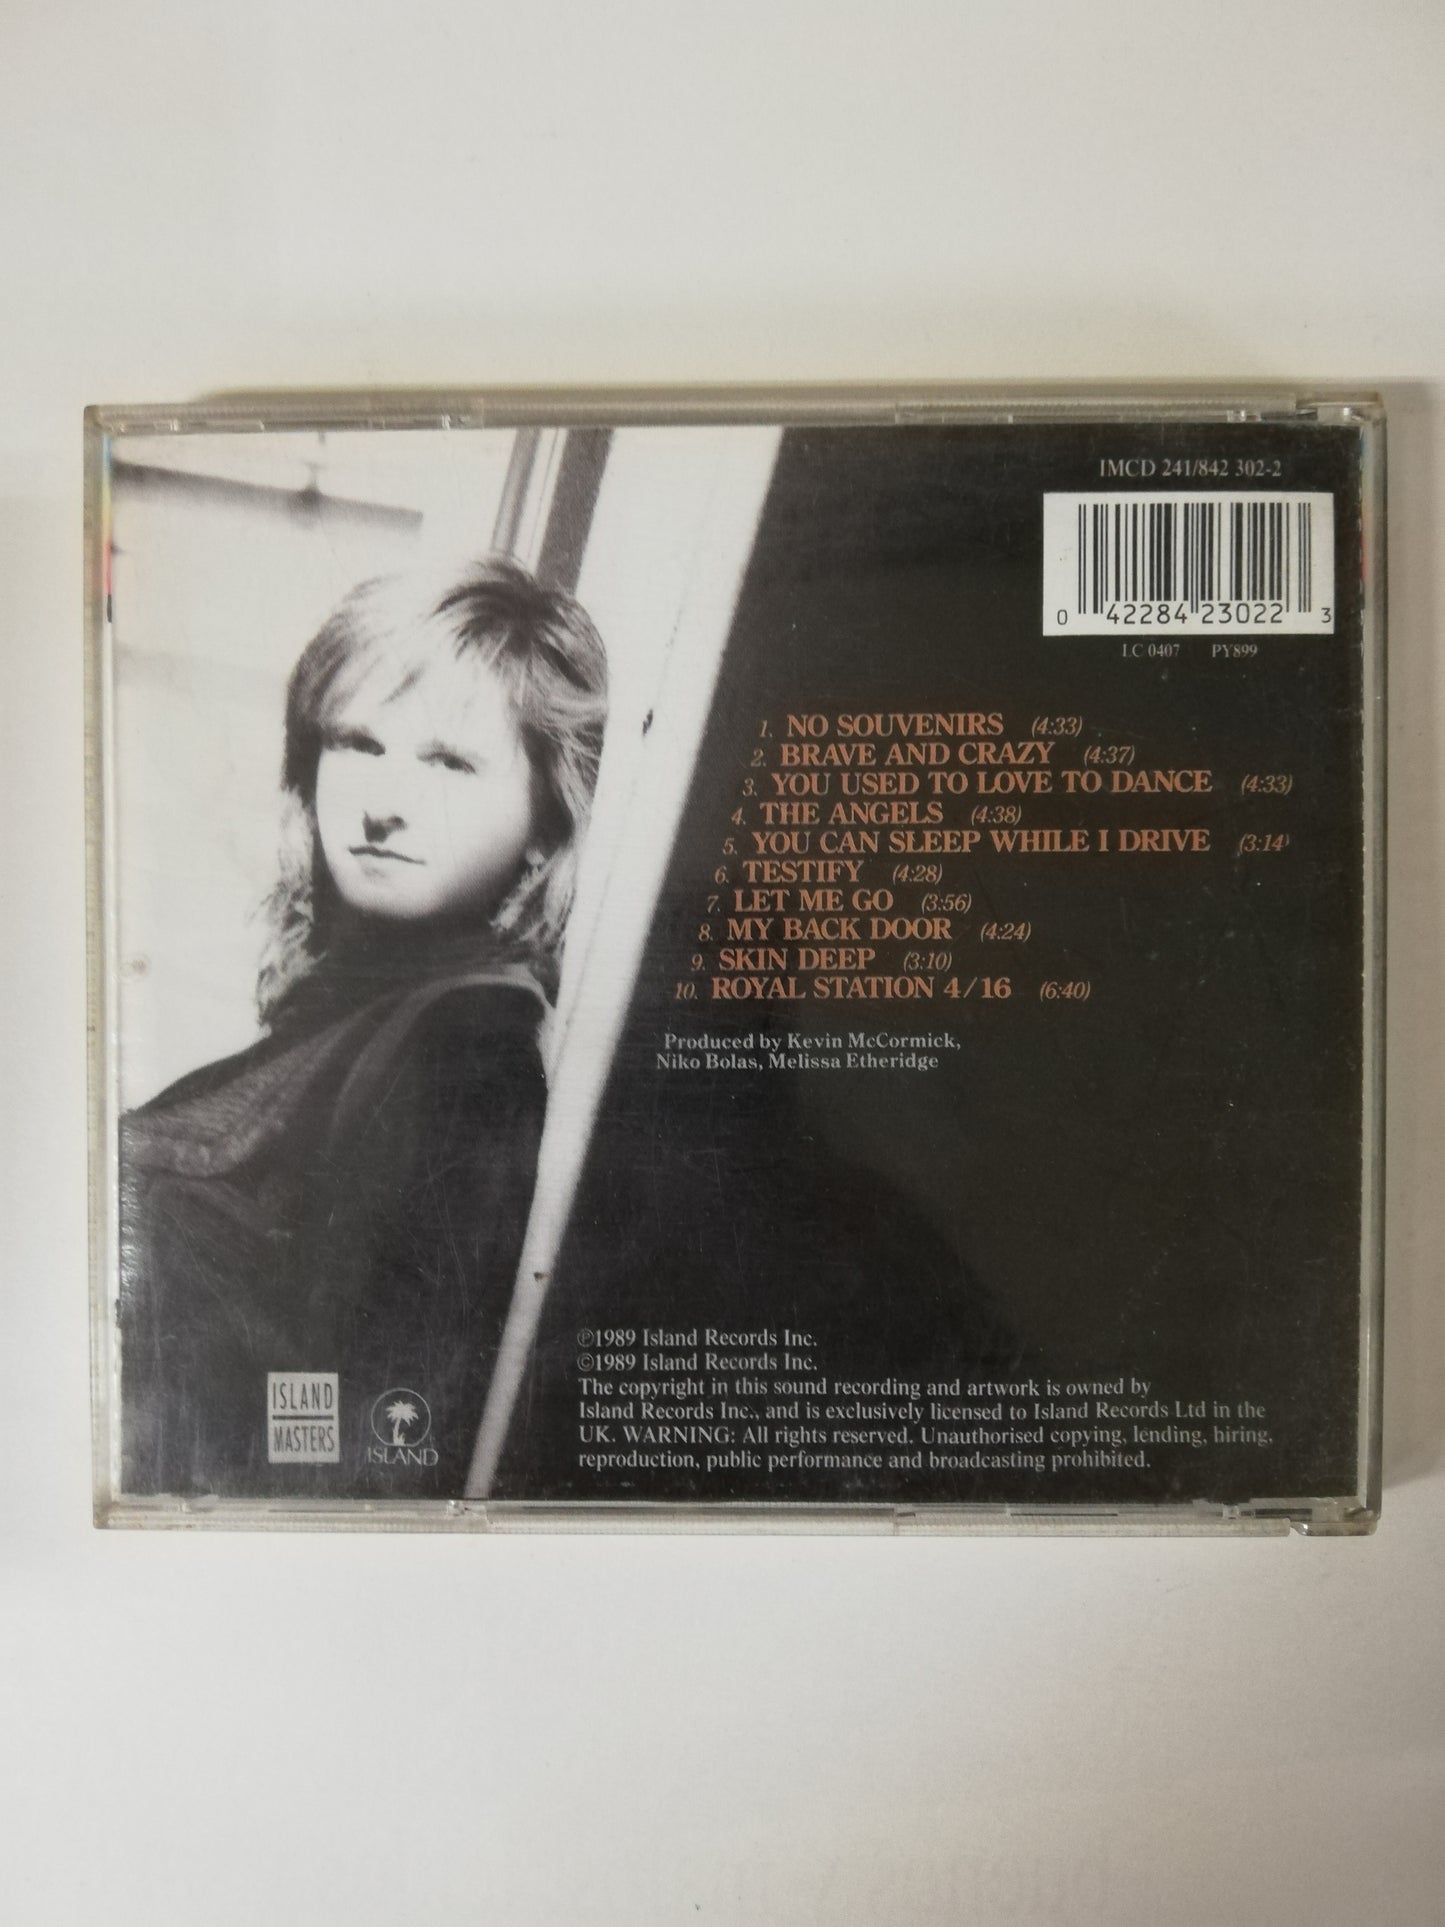 IMCD 241/842 302-2
0 42284 23022 3
LC 0407 PY899
1. NO SOUVENIRS (4:33)
2. BRAVE AND CRAZY (4:37)
3. YOU USED TO LOVE TO DANCE (4:33)
4. THE ANGELS (4:38)
5. YOU CAN SLEEP WHILE I DRIVE (3:14)
6. TESTIFY (4:28)
7. LET ME GO (3:56)
8. MY BACK DOOR (4:24)
9. SKIN DEEP (3:10)
10. ROYAL STATION 4/16 (6:40)
Produced by Kevin McCormick,
Niko Bolas, Melissa Etheridge
℗1989 Island Records Inc.
©1989 Island Records Inc.
The copyright in this sound recording and artwork is owned by
Island Records Inc., and is exclusively licensed to Island Records Ltd in the
UK. WARNING: All rights reserved. Unauthorised copying, lending, hiring,
reproduction, public performance and broadcasting prohibited.
ISLAND
MASTERS
ISLAND